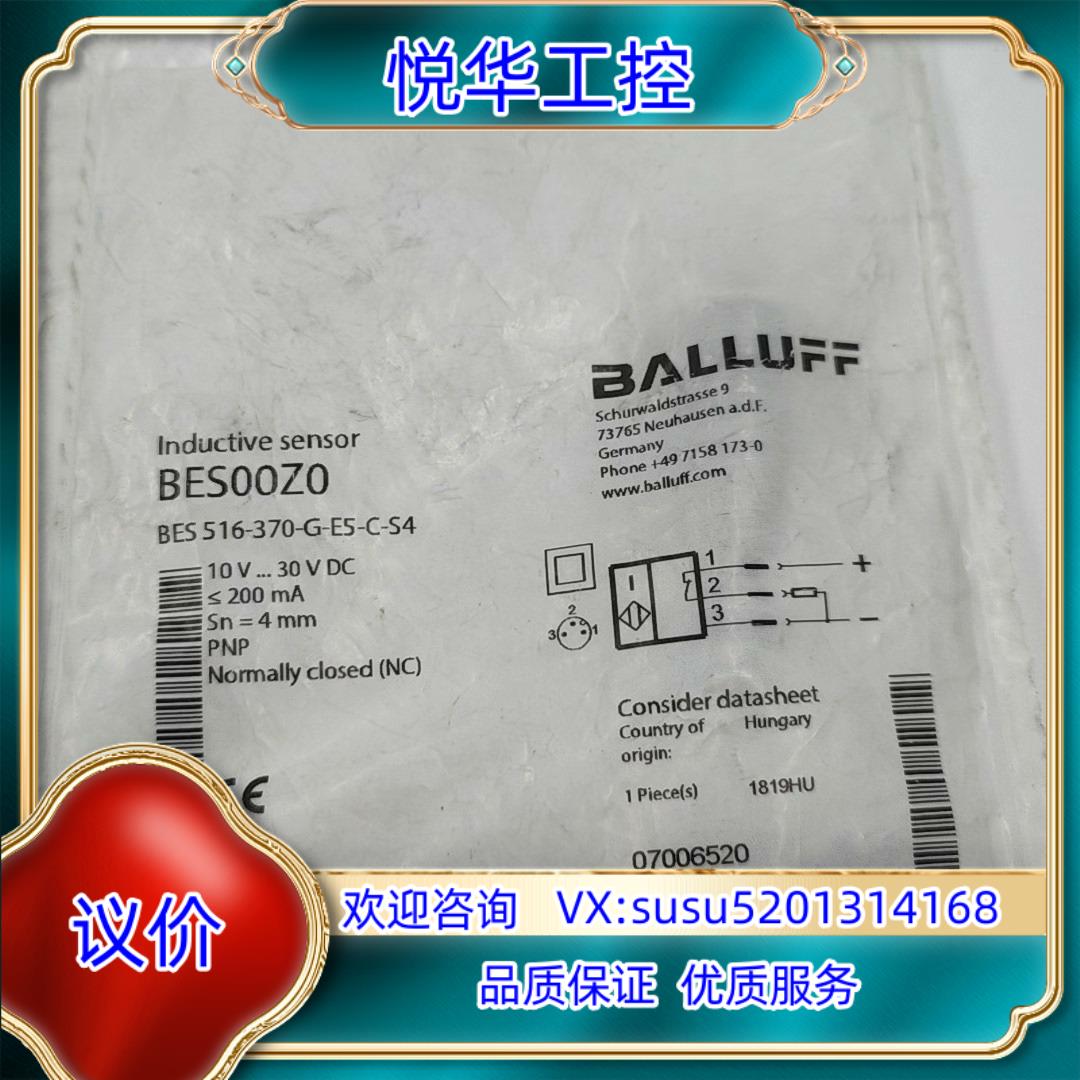 悦华工控
BALLUFF
Schurwaldstrasse 9
73765 Neuhausen a.d.F.
Germany
Phone +49 7158 173-0
www.balluff.com
Inductive sensor
BES00Z0
BES 516-370-G-E5-C-S4
10 V ... 30 V DC
≤ 200 mA
Sn = 4 mm
PNP
Normally closed (NC)
1
+
2
3
−
2
3
1
Consider datasheet
Country of origin: Hungary
1 Piece(s) 1819HU
07006520
CE
议价
欢迎咨询 VX:susu5201314168
品质保证 优质服务